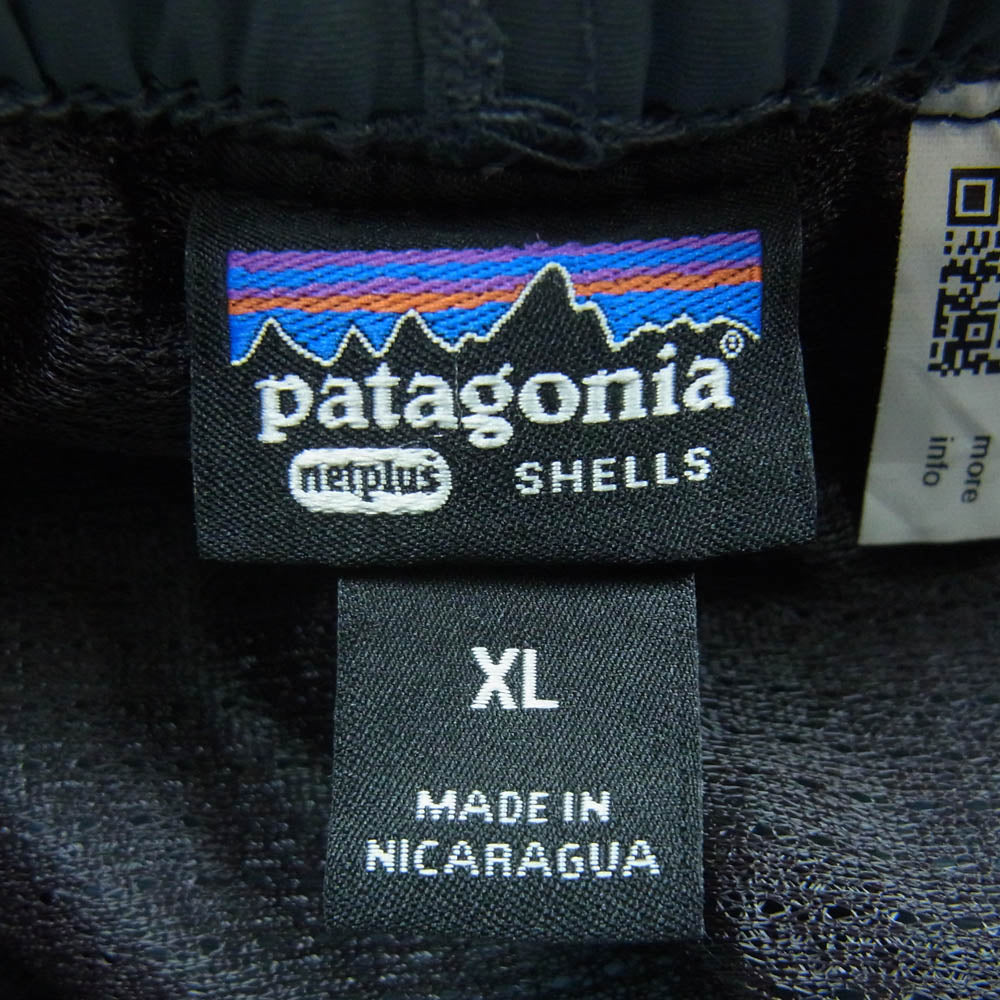 patagonia®
netplus SHELLS
XL
MADE IN
NICARAGUA
more
info